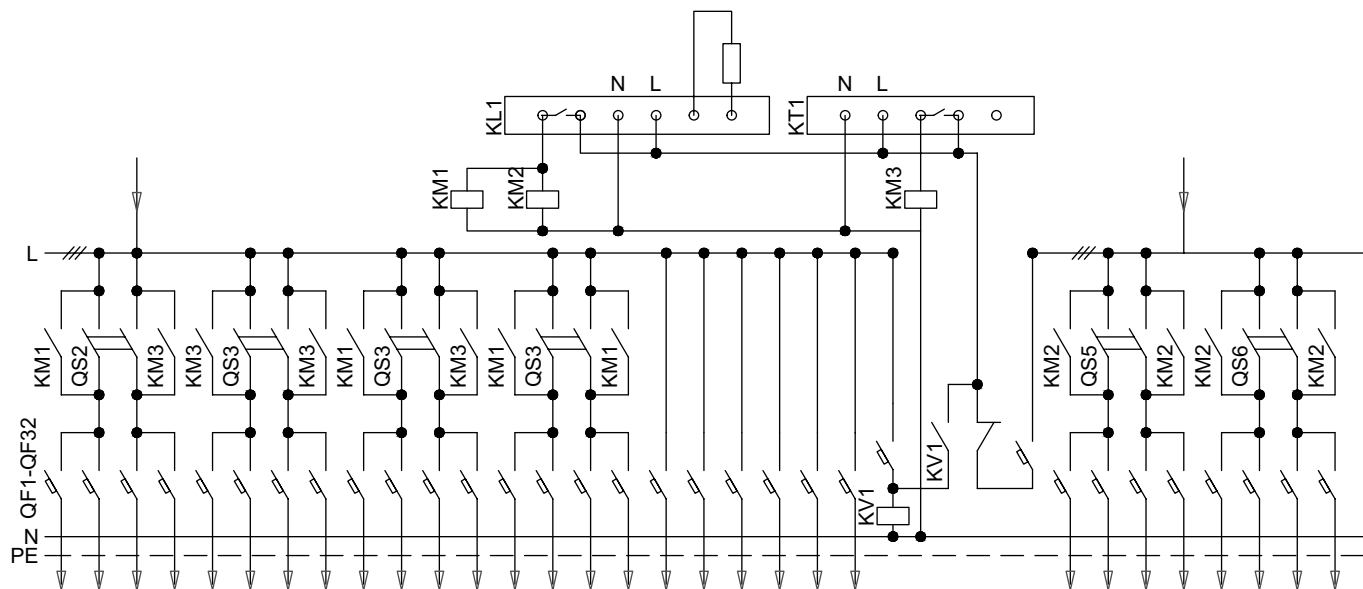 N L
N L
KL1
KT1
KM1
KM2
KM3
L
KM1
QS2
KM3
KM3
QS3
KM3
KM1
QS3
KM3
KM1
QS3
KM1
KM2
QS5
KM2
KM2
QS6
KM2
QF1-QF32
KV1
KV1
N
PE